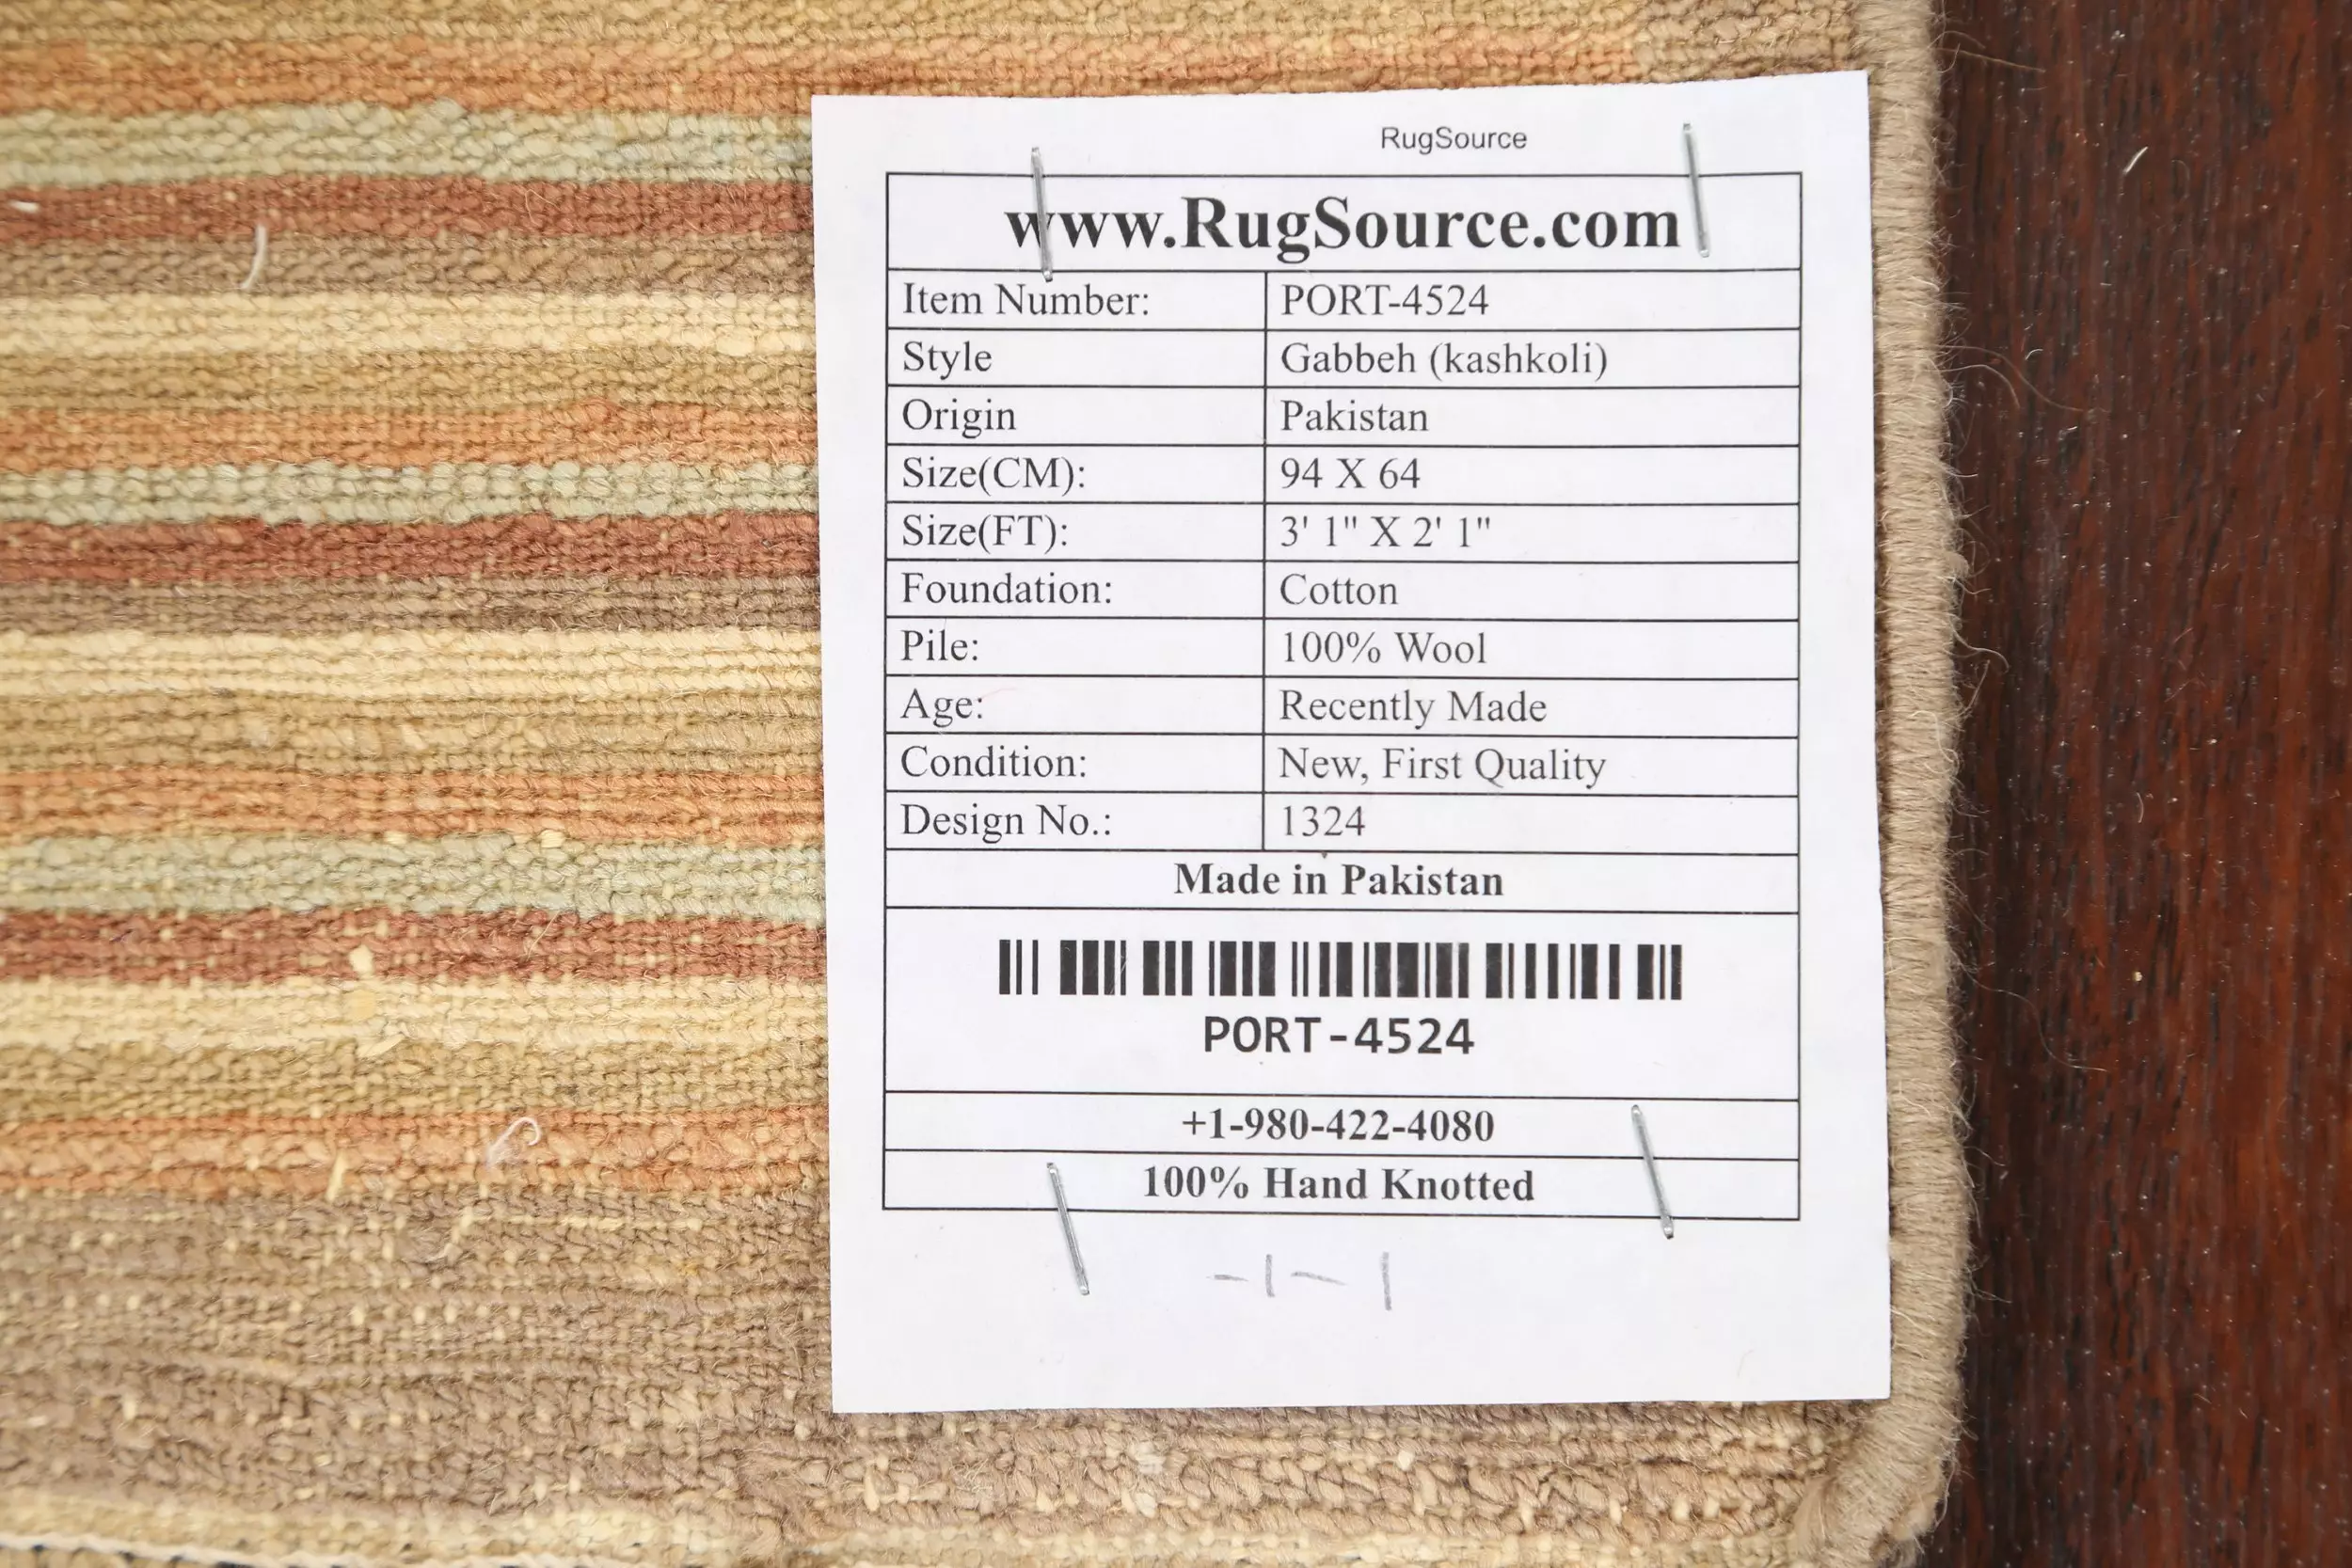 RugSource
www.RugSource.com
Item Number: PORT-4524
Style Gabbeh (kashkoli)
Origin Pakistan
Size(CM): 94 X 64
Size(FT): 3' 1" X 2' 1"
Foundation: Cotton
Pile: 100% Wool
Age: Recently Made
Condition: New, First Quality
Design No.: 1324
Made in Pakistan
PORT-4524
+1-980-422-4080
100% Hand Knotted
-1-1